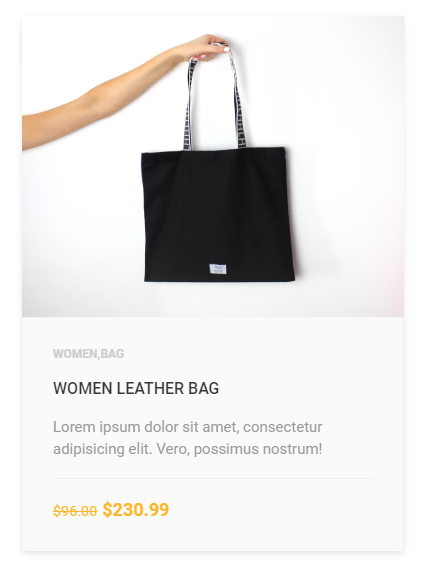 WOMEN,BAG
WOMEN LEATHER BAG
Lorem ipsum dolor sit amet, consectetur
adipisicing elit. Vero, possimus nostrum!
$96.00 $230.99